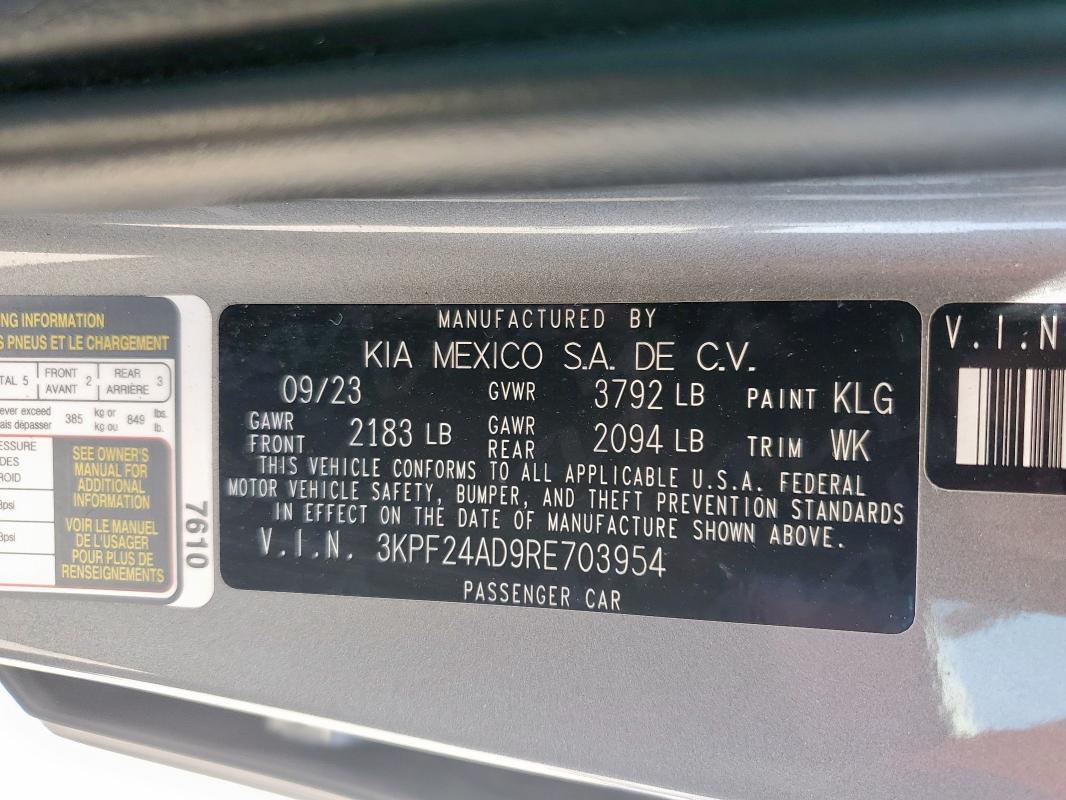 NG INFORMATION
S PNEUS ET LE CHARGEMENT
TAL 5 FRONT AVANT 2 REAR ARRIÈRE 3
ever exceed
ais dépasser 385 kg or kg ou 849 lbs. lb.
ESSURE
DES
ROID
psi
psi
SEE OWNER'S
MANUAL FOR
ADDITIONAL
INFORMATION
VOIR LE MANUEL
DE L'USAGER
POUR PLUS DE
RENSEIGNEMENTS
7610
MANUFACTURED BY
KIA MEXICO S.A. DE C.V.
09/23 GVWR 3792 LB PAINT KLG
GAWR FRONT 2183 LB GAWR REAR 2094 LB TRIM WK
THIS VEHICLE CONFORMS TO ALL APPLICABLE U.S.A. FEDERAL
MOTOR VEHICLE SAFETY, BUMPER, AND THEFT PREVENTION STANDARDS
IN EFFECT ON THE DATE OF MANUFACTURE SHOWN ABOVE.
V.I.N. 3KPF24AD9RE703954
PASSENGER CAR
V.I.N